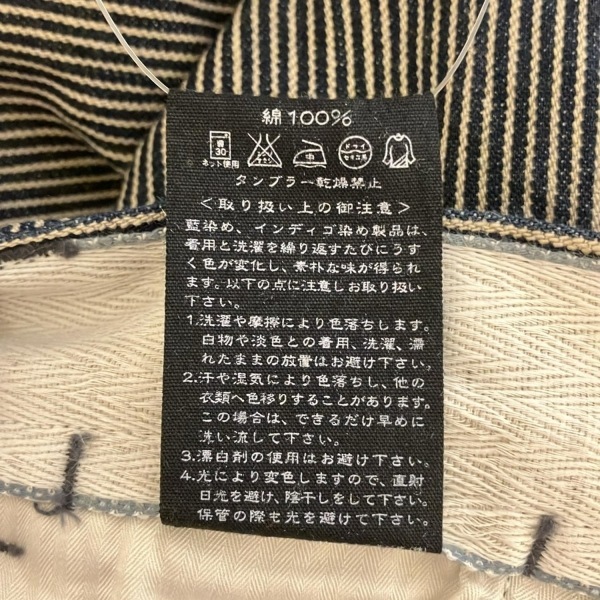 綿100%
弱
30
ネット使用
中
ドライ
セキユ系
タンブラー乾燥禁止
＜取り扱い上の御注意＞
藍染め、インディゴ染め製品は、
着用と洗濯を繰り返すたびにうす
く色が変化し、素朴な味が得られ
ます。以下の点に注意しお取り扱い
下さい。
1.洗濯や摩擦により色落ちします。
白物や淡色との着用、洗濯、濡
れたままの放置はお避け下さい。
2.汗や湿気により色落ちし、他の
衣類へ色移りすることがあります。
この場合は、できるだけ早めに
洗い流して下さい。
3.漂白剤の使用はお避け下さい。
4.光により変色しますので、直射
日光を避け、陰干しをして下さい。
保管の際も光を避けて下さい。